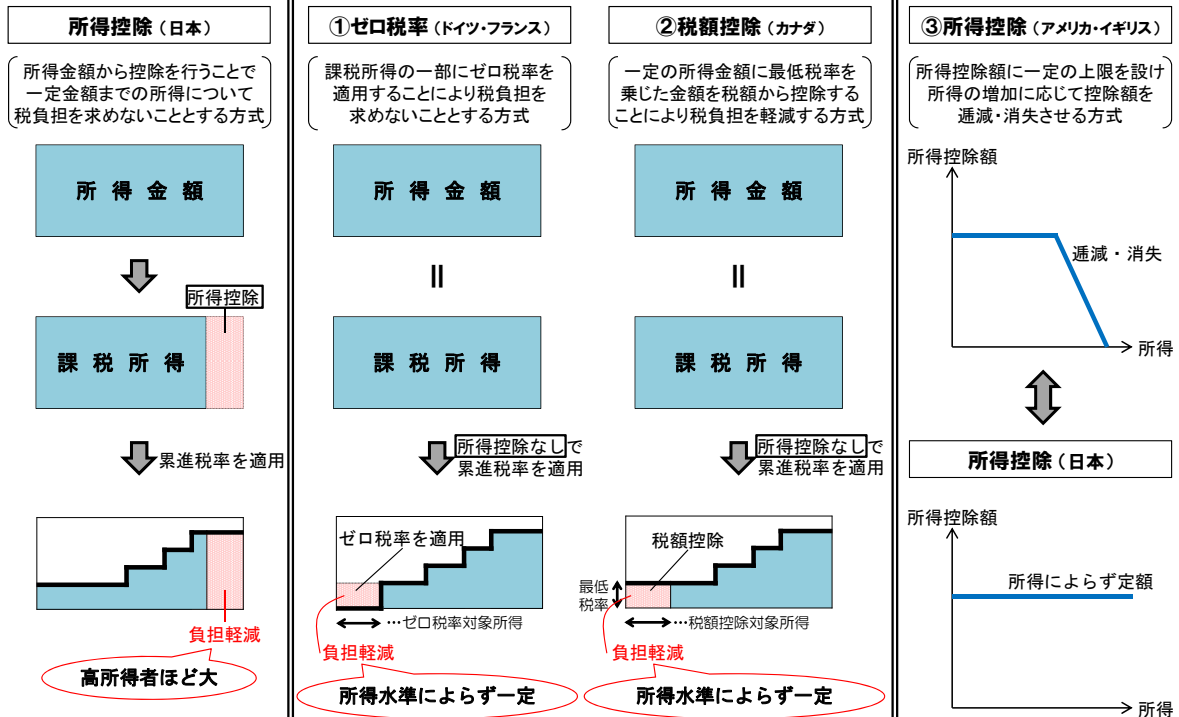 所得控除（日本）
所得金額から控除を行うことで
一定金額までの所得について
税負担を求めないこととする方式
所得金額
所得控除
課税所得
累進税率を適用
負担軽減
高所得者ほど大
①ゼロ税率（ドイツ・フランス）
課税所得の一部にゼロ税率を
適用することにより税負担を
求めないこととする方式
所得金額
＝
課税所得
所得控除なしで
累進税率を適用
ゼロ税率を適用
…ゼロ税率対象所得
負担軽減
所得水準によらず一定
②税額控除（カナダ）
一定の所得金額に最低税率を
乗じた金額を税額から控除する
ことにより税負担を軽減する方式
所得金額
＝
課税所得
所得控除なしで
累進税率を適用
税額控除
最低
税率
…税額控除対象所得
負担軽減
所得水準によらず一定
③所得控除（アメリカ・イギリス）
所得控除額に一定の上限を設け
所得の増加に応じて控除額を
逓減・消失させる方式
所得控除額
逓減・消失
所得
所得控除（日本）
所得控除額
所得によらず定額
所得